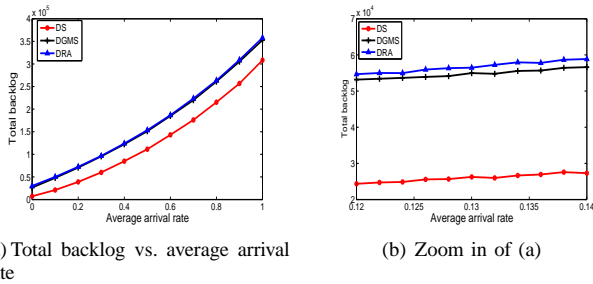 x 10^5
4
3.5
3
2.5
2
1.5
1
0.5
0
Total backlog
DS
DGMS
DRA
0 0.2 0.4 0.6 0.8 1
Average arrival rate
x 10^4
7
6
5
4
3
2
Total backlog
DS
DGMS
DRA
0.12 0.125 0.13 0.135 0.14
Average arrival rate
) Total backlog vs. average arrival
te
(b) Zoom in of (a)